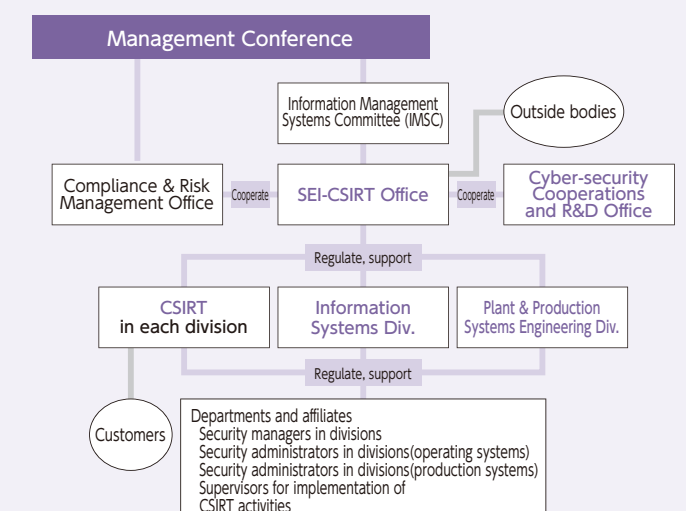 Management Conference
Information Management
Systems Committee (IMSC)
Outside bodies
Compliance & Risk
Management Office
Cooperate
SEI-CSIRT Office
Cooperate
Cyber-security
Cooperations
and R&D Office
Regulate, support
CSIRT
in each division
Information
Systems Div.
Plant & Production
Systems Engineering Div.
Regulate, support
Customers
Departments and affiliates
Security managers in divisions
Security administrators in divisions(operating systems)
Security administrators in divisions(production systems)
Supervisors for implementation of
CSIRT activities